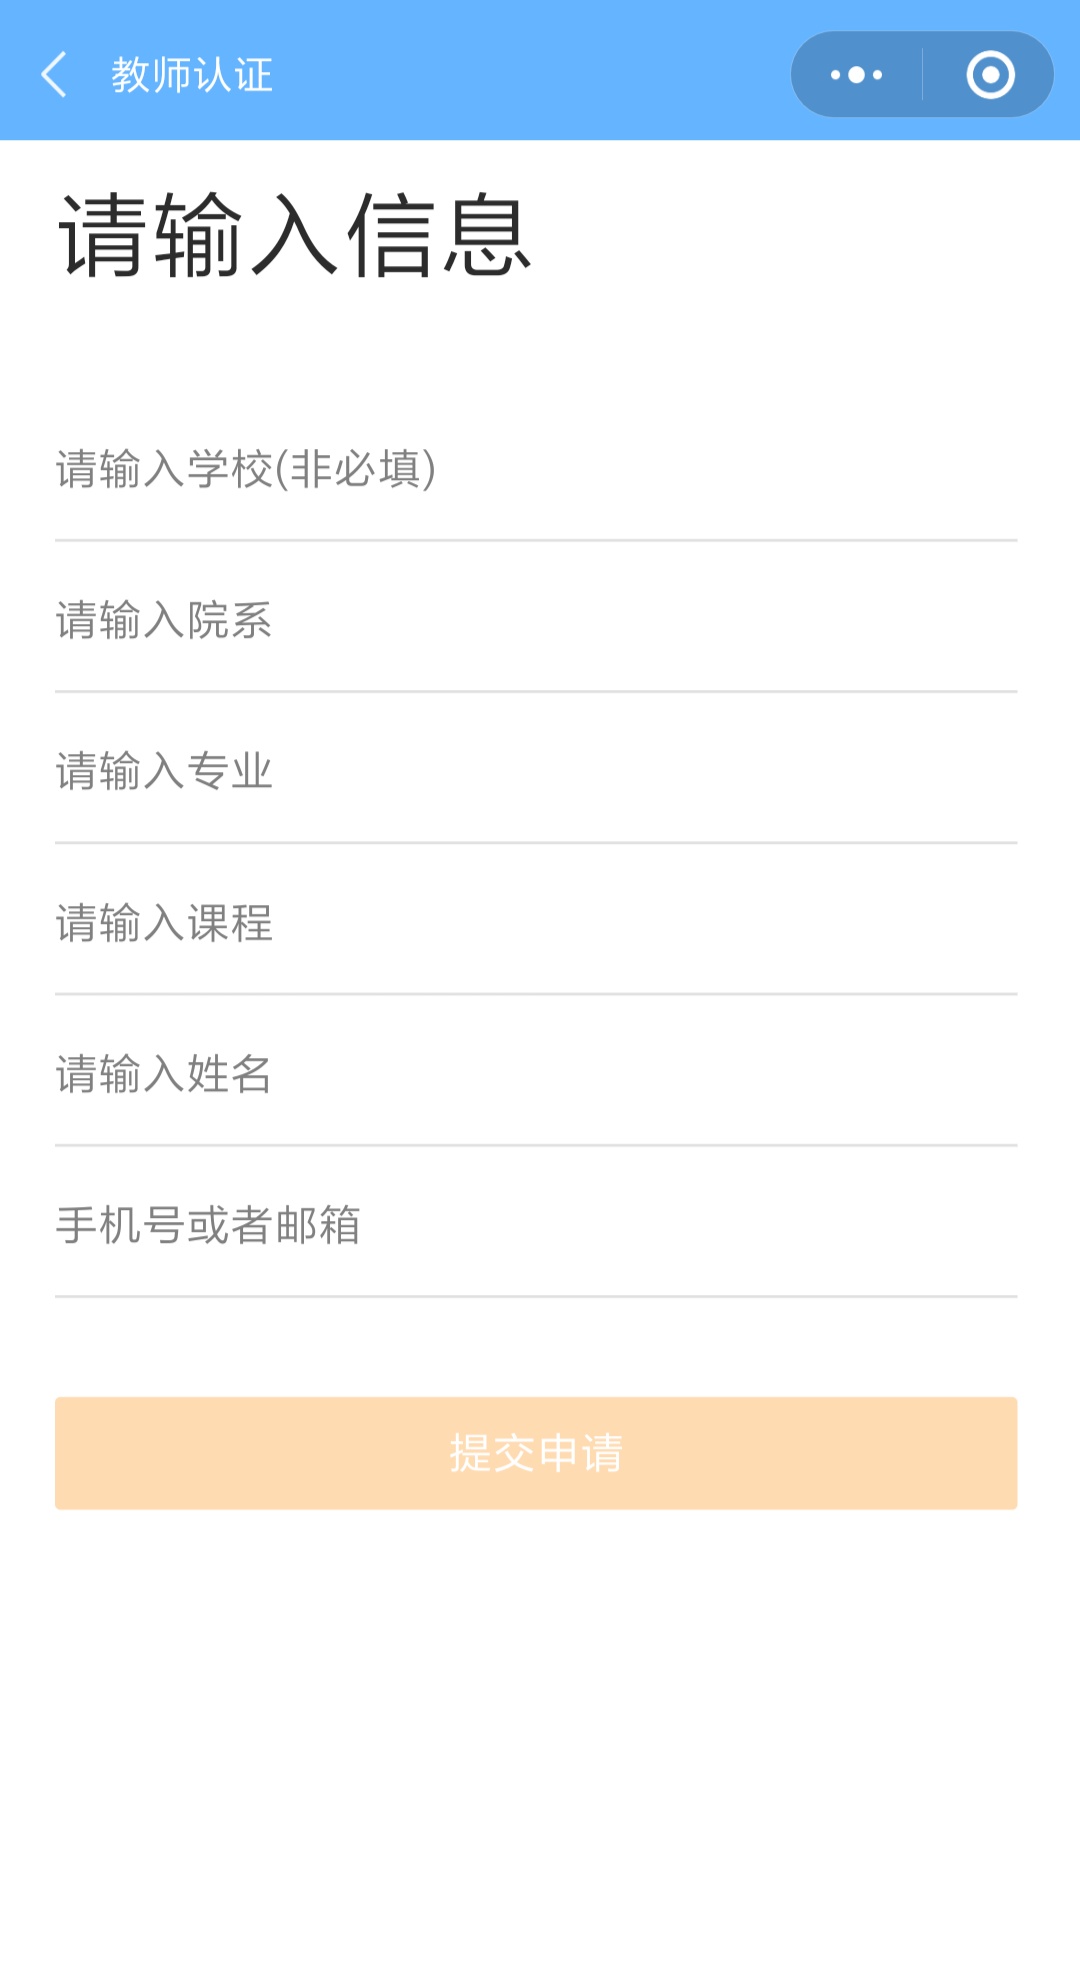 教师认证
请输入信息
请输入学校(非必填)
请输入院系
请输入专业
请输入课程
请输入姓名
手机号或者邮箱
提交申请